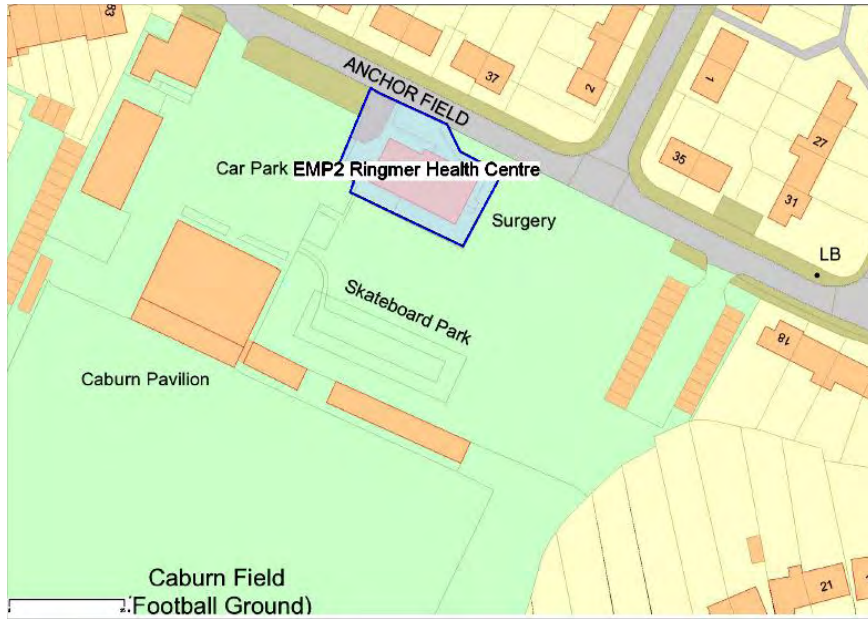 83
37
2
1
ANCHOR FIELD
27
35
Car Park
EMP2 Ringmer Health Centre
31
Surgery
LB
Skateboard Park
18
Caburn Pavilion
Caburn Field
(Football Ground)
21